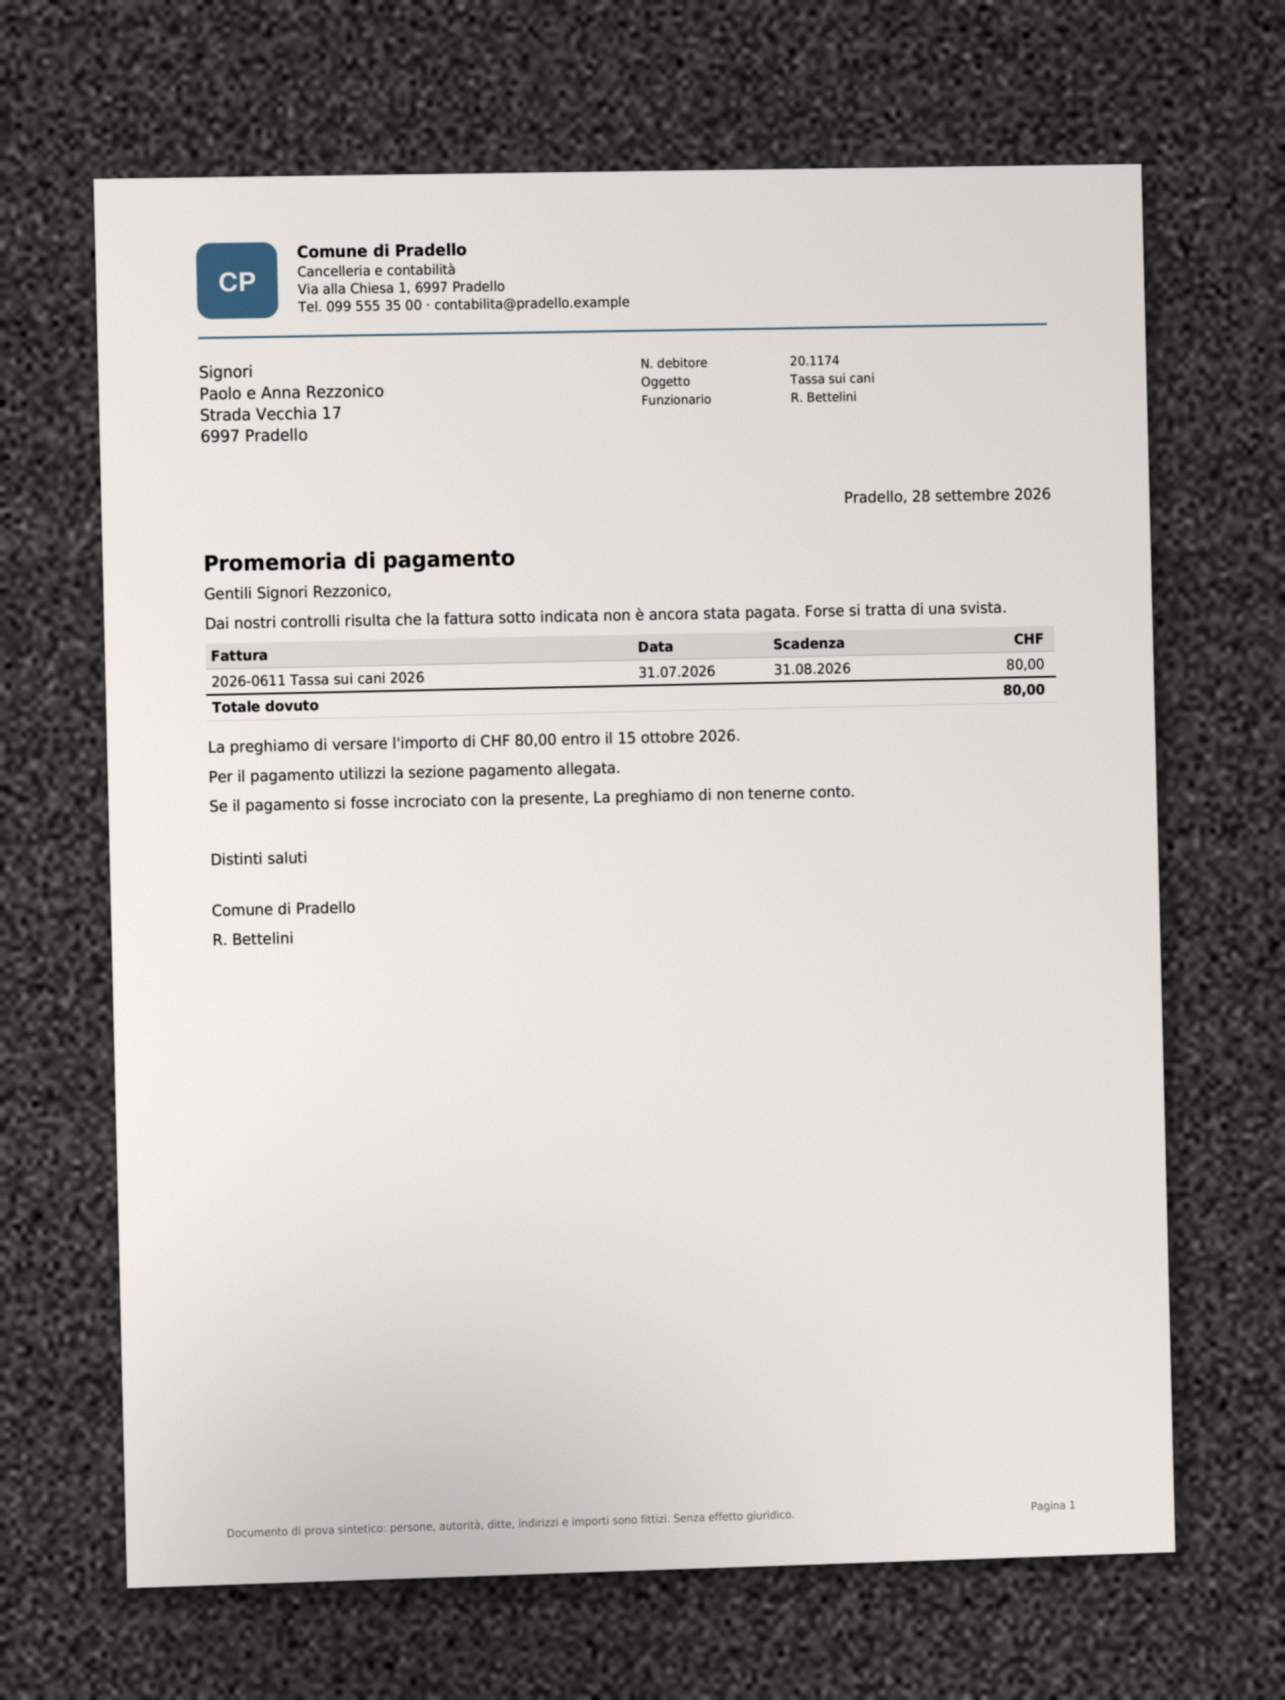 CP
Comune di Pradello
Cancelleria e contabilità
Via alla Chiesa 1, 6997 Pradello
Tel. 099 555 35 00 · contabilita@pradello.example
Signori
Paolo e Anna Rezzonico
Strada Vecchia 17
6997 Pradello
N. debitore 20.1174
Oggetto Tassa sui cani
Funzionario R. Bettelini
Pradello, 28 settembre 2026
Promemoria di pagamento
Gentili Signori Rezzonico,
Dai nostri controlli risulta che la fattura sotto indicata non è ancora stata pagata. Forse si tratta di una svista.
Fattura Data Scadenza CHF
2026-0611 Tassa sui cani 2026 31.07.2026 31.08.2026 80,00
Totale dovuto 80,00
La preghiamo di versare l'importo di CHF 80,00 entro il 15 ottobre 2026.
Per il pagamento utilizzi la sezione pagamento allegata.
Se il pagamento si fosse incrociato con la presente, La preghiamo di non tenerne conto.
Distinti saluti
Comune di Pradello
R. Bettelini
Documento di prova sintetico: persone, autorità, ditte, indirizzi e importi sono fittizi. Senza effetto giuridico.
Pagina 1